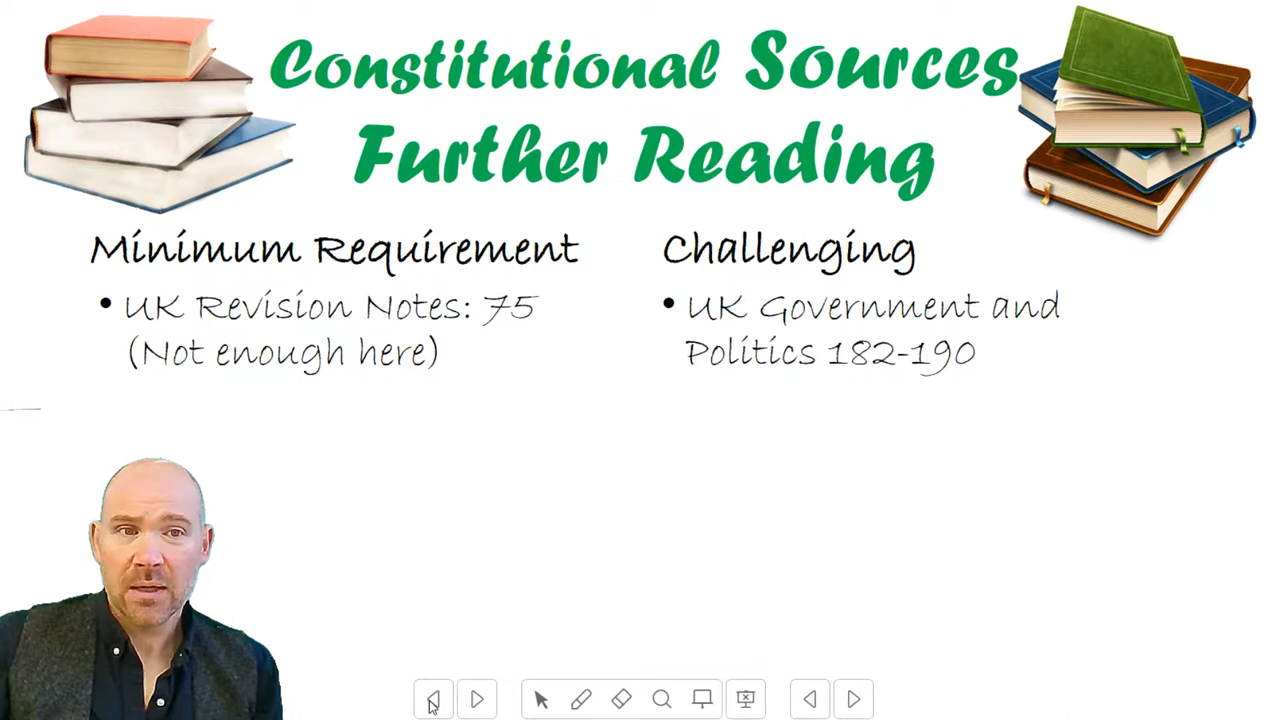 Constitutional Sources
Further Reading
Minimum Requirement
• UK Revision Notes: 75
(Not enough here)
Challenging
• UK Government and
Politics 182-190